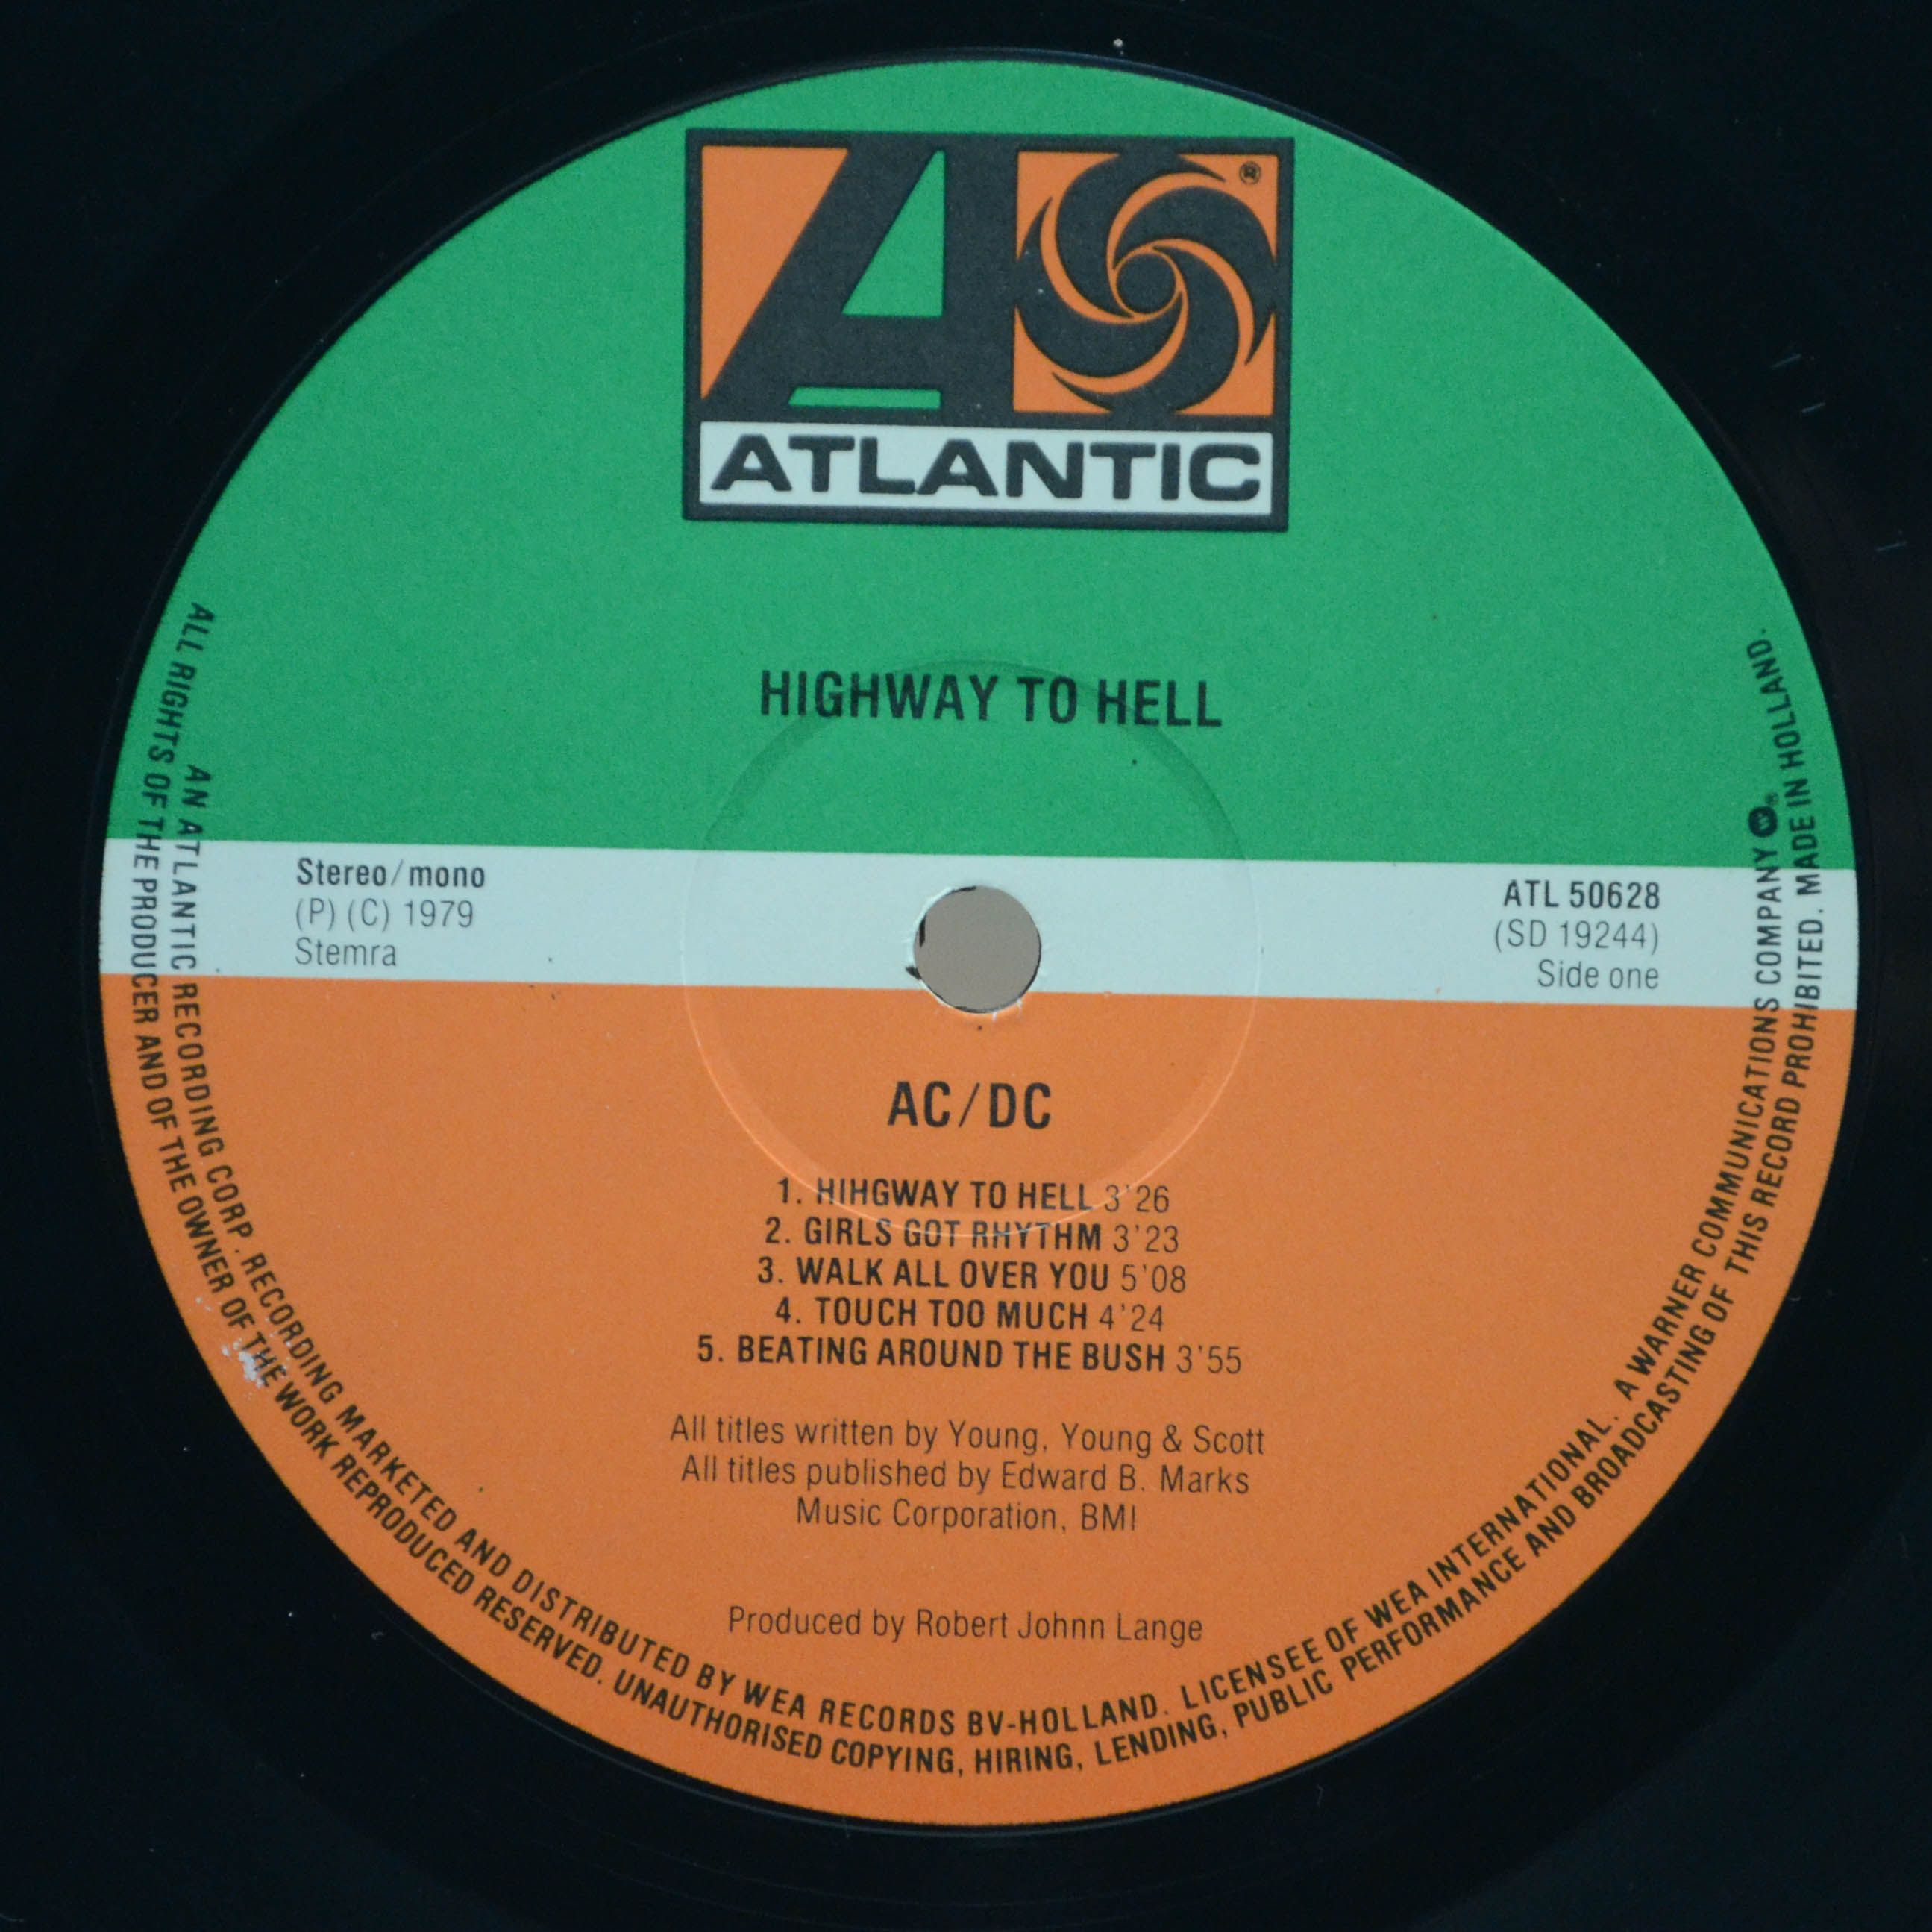 ®
ATLANTIC
HIGHWAY TO HELL
Stereo/mono
(P) (C) 1979
Stemra
ATL 50628
(SD 19244)
Side one
AC/DC
1. HIHGWAY TO HELL 3'26
2. GIRLS GOT RHYTHM 3'23
3. WALK ALL OVER YOU 5'08
4. TOUCH TOO MUCH 4'24
5. BEATING AROUND THE BUSH 3'55
All titles written by Young, Young & Scott
All titles published by Edward B. Marks
Music Corporation, BMI
Produced by Robert Johnn Lange
AN ATLANTIC RECORDING CORP. RECORDING MARKETED AND DISTRIBUTED BY WEA RECORDS BV-HOLLAND. LICENSEE OF WEA INTERNATIONAL. A WARNER COMMUNICATIONS COMPANY W®
ALL RIGHTS OF THE PRODUCER AND OF THE OWNER OF THE WORK REPRODUCED RESERVED. UNAUTHORISED COPYING, HIRING, LENDING, PUBLIC PERFORMANCE AND BROADCASTING OF THIS RECORD PROHIBITED. MADE IN HOLLAND.